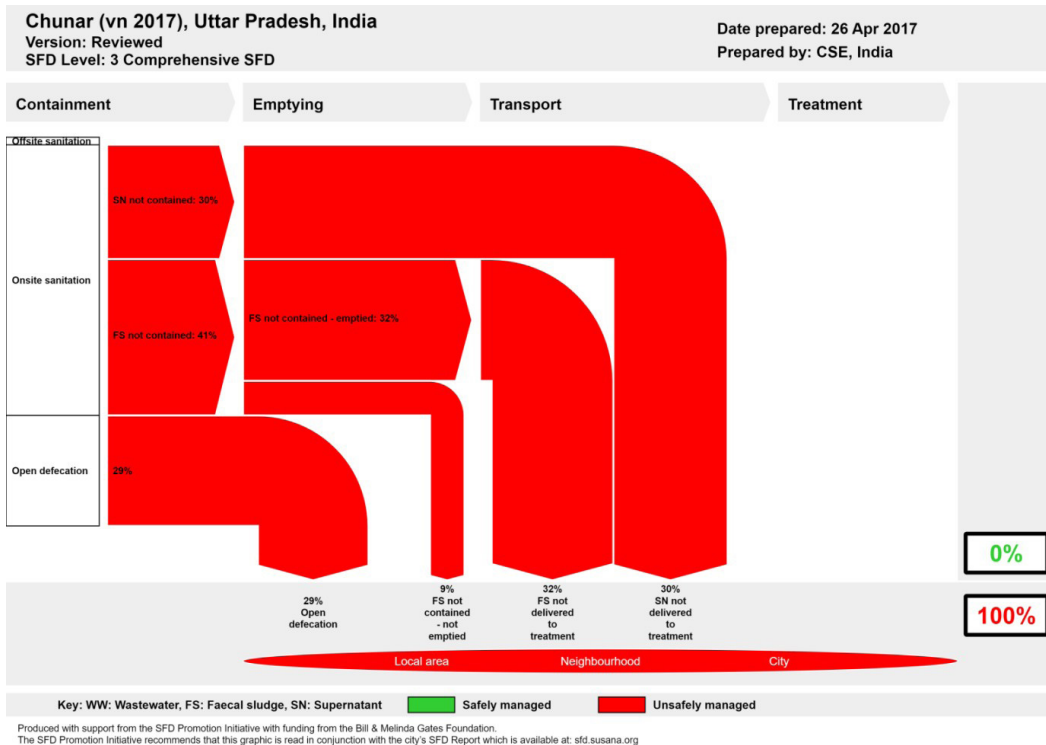 Chunar (vn 2017), Uttar Pradesh, India
Version: Reviewed
SFD Level: 3 Comprehensive SFD
Date prepared: 26 Apr 2017
Prepared by: CSE, India
Containment
Emptying
Transport
Treatment
Offsite sanitation
SN not contained: 30%
Onsite sanitation
FS not contained - emptied: 32%
FS not contained: 41%
Open defecation
29%
0%
100%
29%
Open
defecation
9%
FS not
contained
- not
emptied
32%
FS not
delivered
to
treatment
30%
SN not
delivered
to
treatment
Local area
Neighbourhood
City
Key: WW: Wastewater, FS: Faecal sludge, SN: Supernatant
Safely managed
Unsafely managed
Produced with support from the SFD Promotion Initiative with funding from the Bill & Melinda Gates Foundation.
The SFD Promotion Initiative recommends that this graphic is read in conjunction with the city's SFD Report which is available at: sfd.susana.org